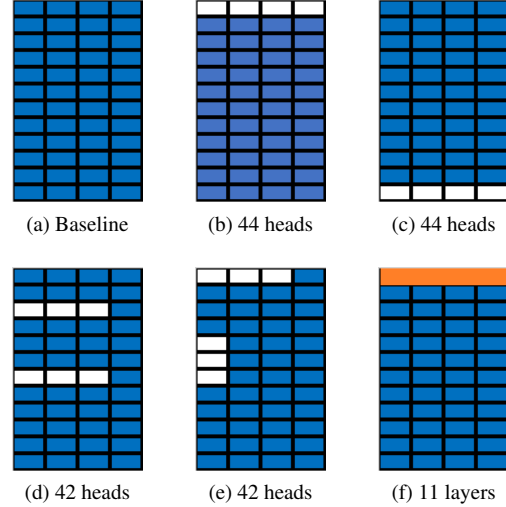 (a) Baseline
(b) 44 heads
(c) 44 heads
(d) 42 heads
(e) 42 heads
(f) 11 layers